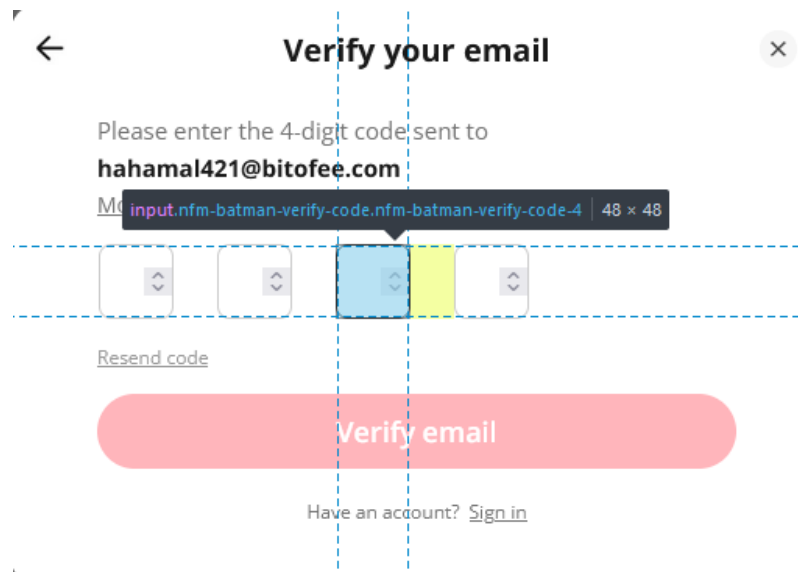 Verify your email
Please enter the 4-digit code sent to
hahamal421@bitofee.com
input.nfm-batman-verify-code.nfm-batman-verify-code-4 48 × 48
Resend code
Verify email
Have an account? Sign in